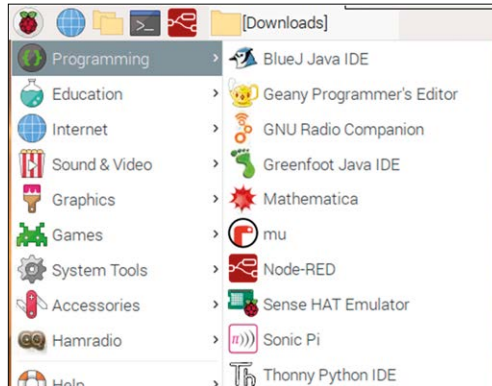 [Downloads]
Programming
BlueJ Java IDE
Education
Geany Programmer's Editor
Internet
GNU Radio Companion
Sound & Video
Greenfoot Java IDE
Graphics
Mathematica
Games
mu
System Tools
Node-RED
Accessories
Sense HAT Emulator
Hamradio
Sonic Pi
Help
Thonny Python IDE